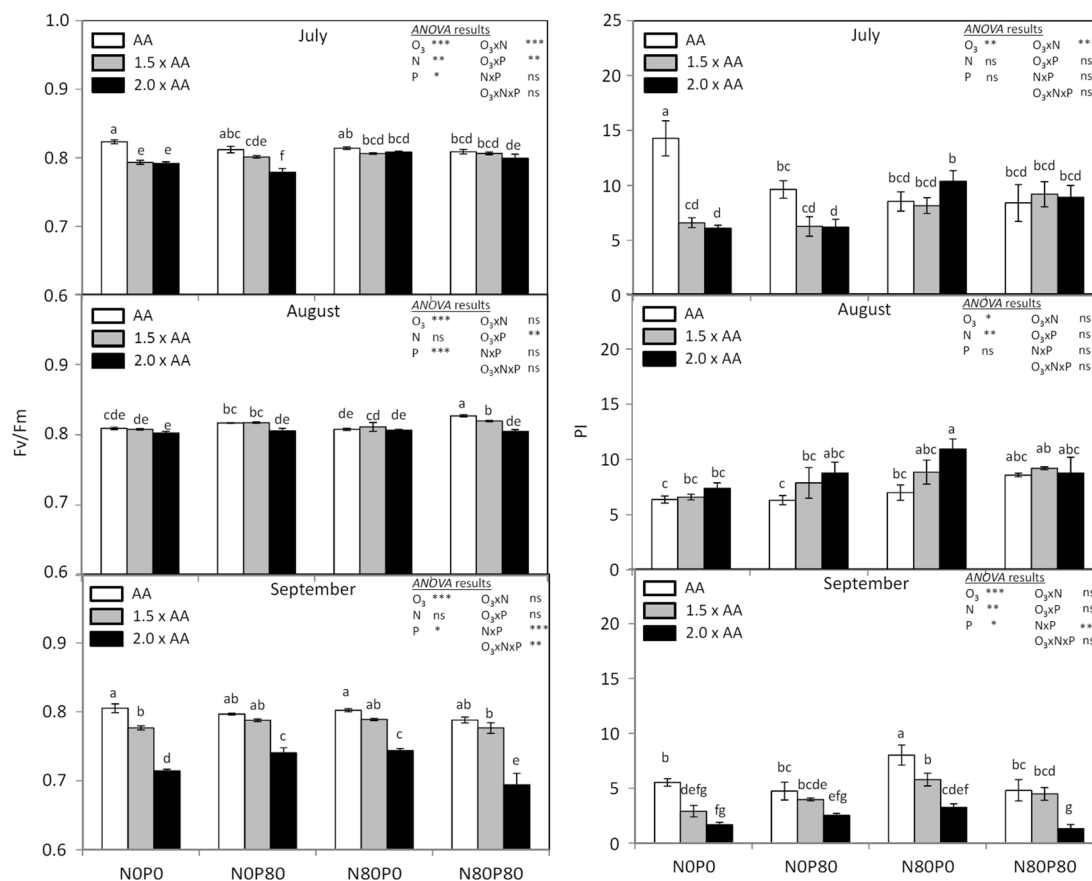 July
AA
1.5 x AA
2.0 x AA
ANOVA results
O3 *** O3xN ***
N ** O3xP **
P * NxP ns
O3xNxP ns
1.0
0.9
0.8
0.7
0.6
a e e abc cde f ab bcd bcd bcd bcd de
August
AA
1.5 x AA
2.0 x AA
ANOVA results
O3 *** O3xN ns
N ns O3xP **
P *** NxP ns
O3xNxP ns
0.9
0.8
0.7
0.6
cde de e bc bc de de cd de a b de
Fv/Fm
September
AA
1.5 x AA
2.0 x AA
ANOVA results
O3 *** O3xN ns
N ns O3xP ns
P * NxP ***
O3xNxP **
0.9
0.8
0.7
0.6
a b d ab ab c a b c ab b e
N0P0 N0P80 N80P0 N80P80
July
AA
1.5 x AA
2.0 x AA
ANOVA results
O3 ** O3xN **
N ns O3xP ns
P ns NxP ns
O3xNxP ns
25
20
15
10
5
0
a cd d bc cd d bcd bcd b bcd bcd bcd
August
AA
1.5 x AA
2.0 x AA
ANOVA results
O3 * O3xN ns
N ** O3xP ns
P ns NxP ns
O3xNxP ns
20
15
10
5
0
c bc bc c bc abc bc abc a abc ab abc
PI
September
AA
1.5 x AA
2.0 x AA
ANOVA results
O3 *** O3xN ns
N ** O3xP ns
P * NxP **
O3xNxP ns
20
15
10
5
0
b defg fg bc bcde efg a b cdef bc bcd g
N0P0 N0P80 N80P0 N80P80